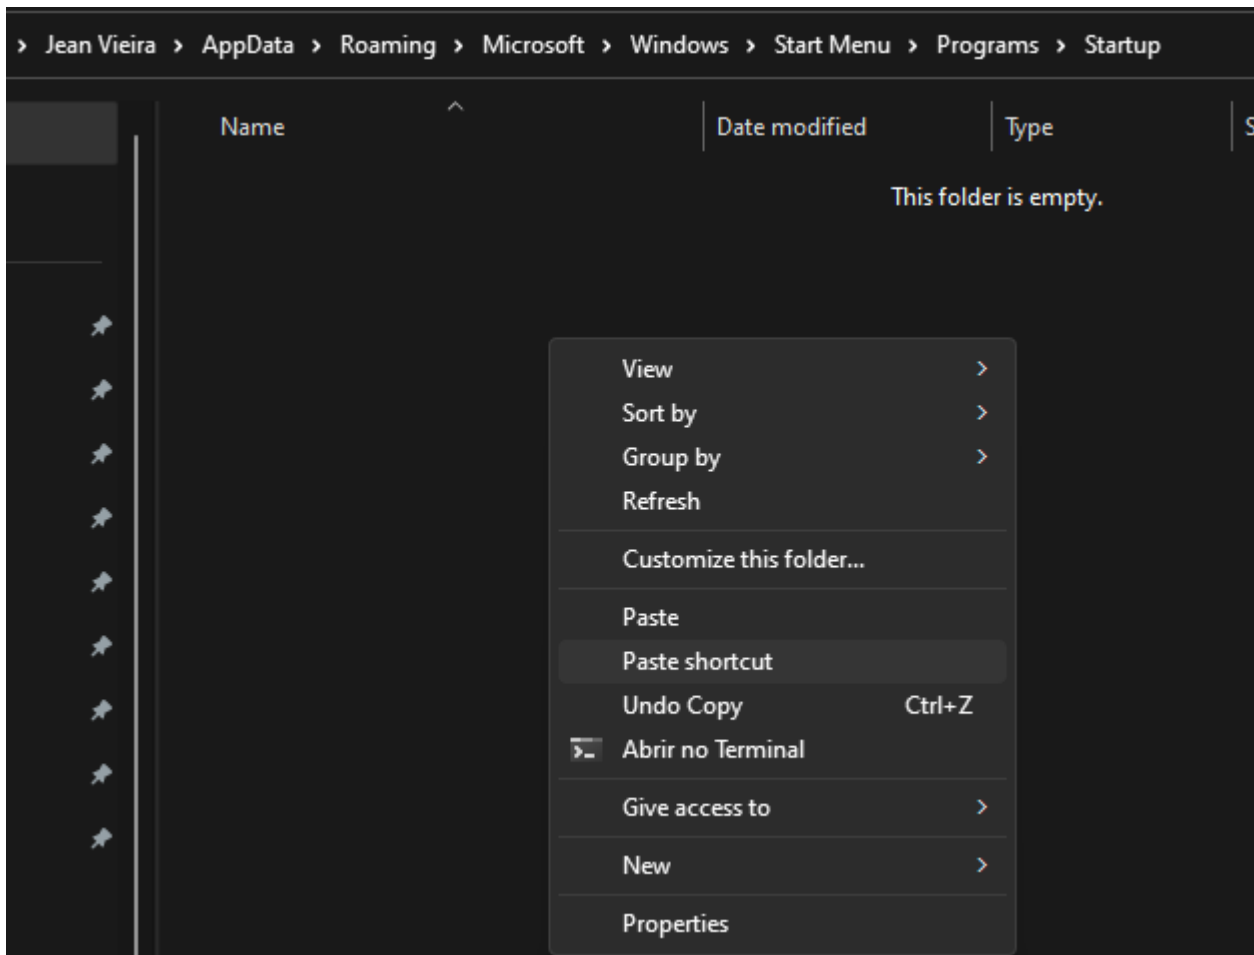 › Jean Vieira › AppData › Roaming › Microsoft › Windows › Start Menu › Programs › Startup
Name Date modified Type
This folder is empty.
View
Sort by
Group by
Refresh
Customize this folder...
Paste
Paste shortcut
Undo Copy Ctrl+Z
Abrir no Terminal
Give access to
New
Properties